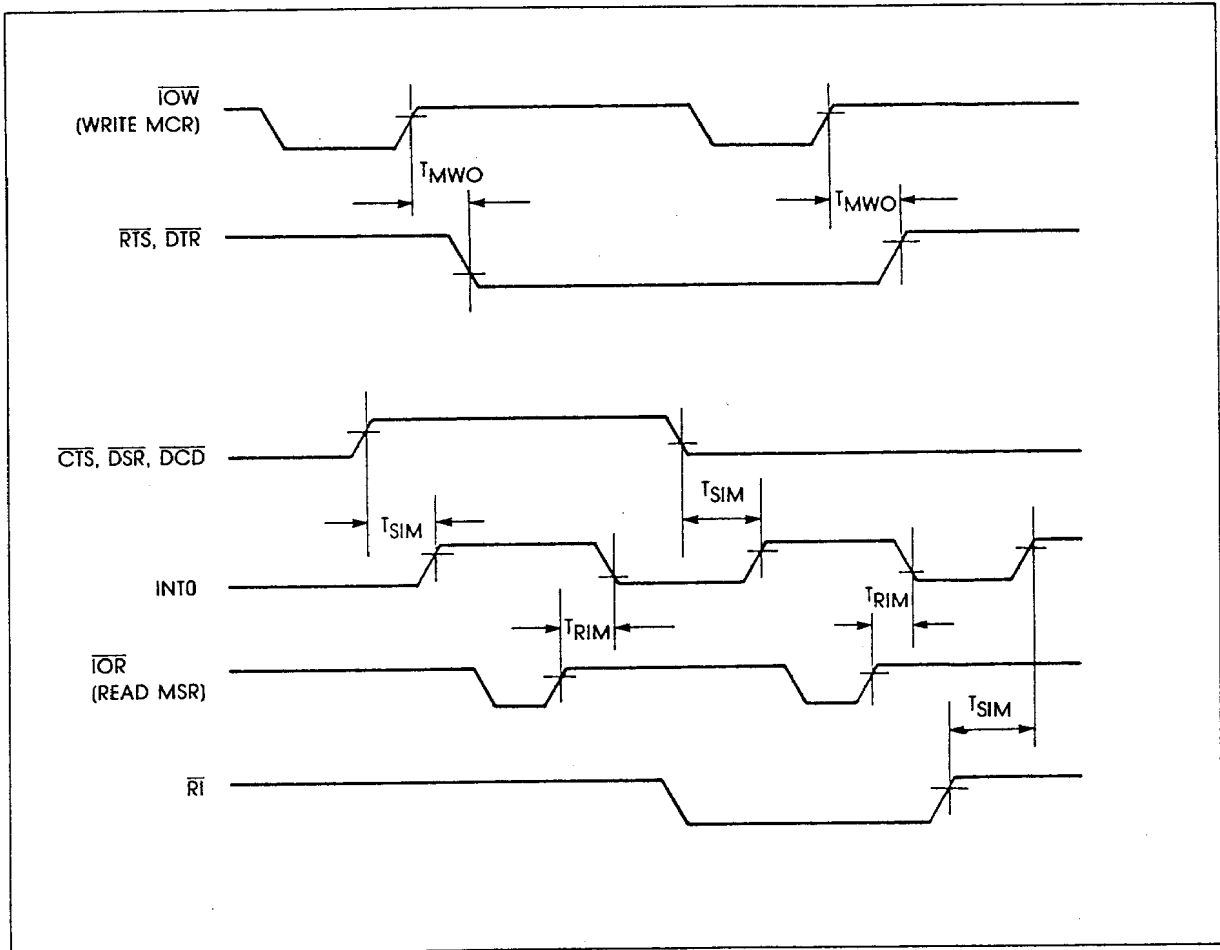 IOW
(WRITE MCR)
TMWO
TMWO
RTS, DTR
CTS, DSR, DCD
TSIM
TSIM
INT0
TRIM
TRIM
IOR
(READ MSR)
TSIM
RI